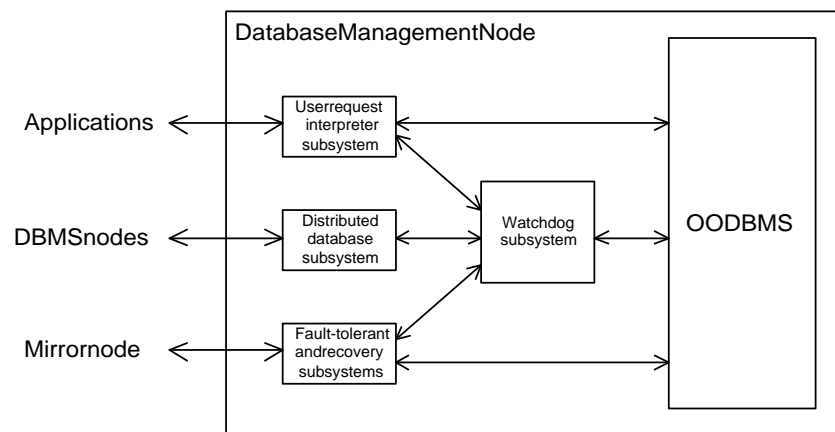 DatabaseManagementNode
Applications
Userrequest
interpreter
subsystem
DBMSnodes
Distributed
database
subsystem
Watchdog
subsystem
OODBMS
Mirrornode
Fault-tolerant
andrecovery
subsystems